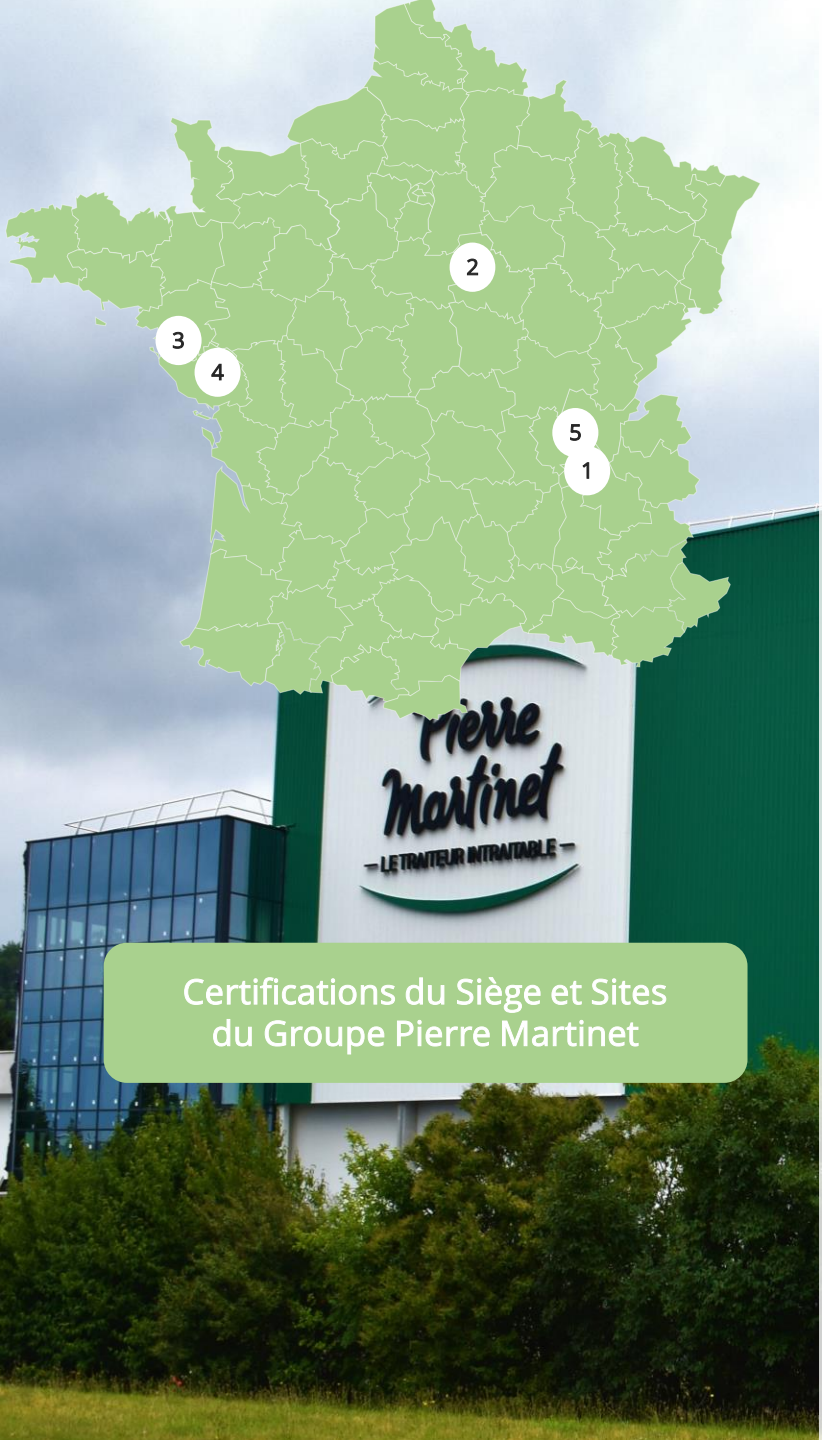 2
3
4
5
1
Pierre
Martinet
– LE TRAITEUR INTRAITABLE –
Certifications du Siège et Sites
du Groupe Pierre Martinet